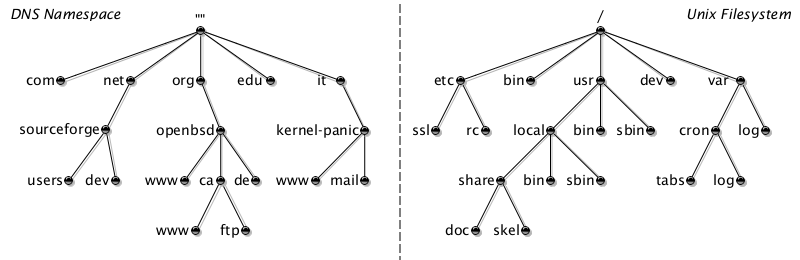 DNS Namespace
""
com net org edu it
sourceforge openbsd kernel-panic
users dev www ca de www mail
www ftp
/
Unix Filesystem
etc bin usr dev var
ssl rc local bin sbin cron log
share bin sbin tabs log
doc skel